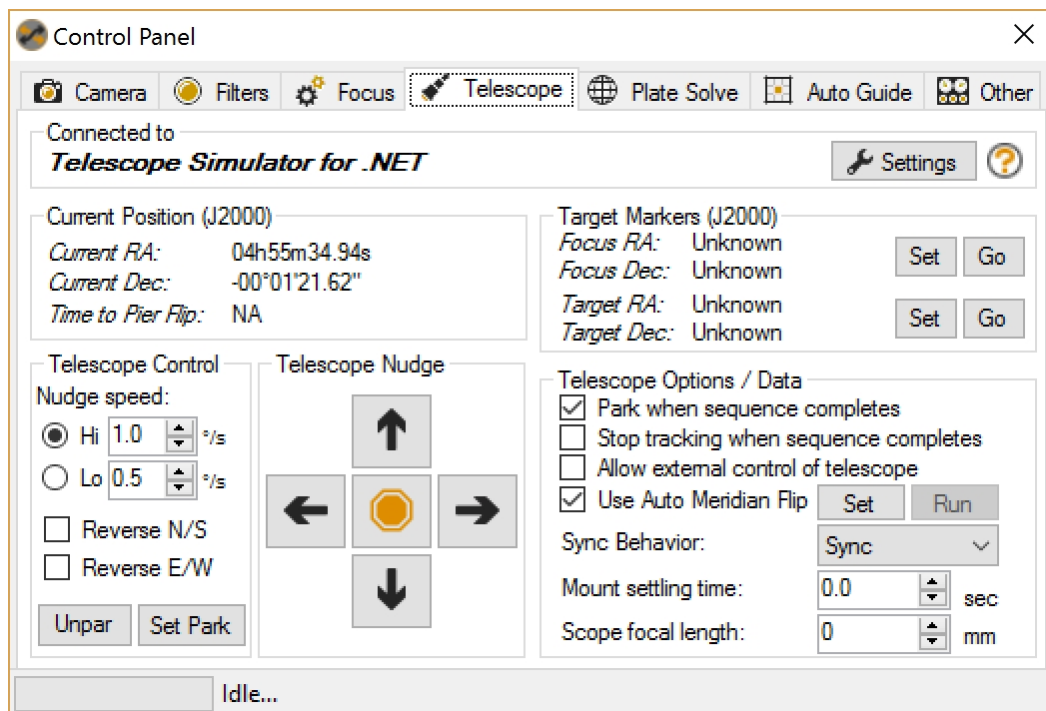 Control Panel
Camera Filters Focus Telescope Plate Solve Auto Guide Other
Connected to
Telescope Simulator for .NET
Settings
?
Current Position (J2000)
Current RA: 04h55m34.94s
Current Dec: -00°01'21.62"
Time to Pier Flip: NA
Target Markers (J2000)
Focus RA: Unknown
Focus Dec: Unknown
Set Go
Target RA: Unknown
Target Dec: Unknown
Set Go
Telescope Control
Nudge speed:
Hi 1.0 °/s
Lo 0.5 °/s
Reverse N/S
Reverse E/W
Unpar Set Park
Telescope Nudge
Telescope Options / Data
Park when sequence completes
Stop tracking when sequence completes
Allow external control of telescope
Use Auto Meridian Flip Set Run
Sync Behavior: Sync
Mount settling time: 0.0 sec
Scope focal length: 0 mm
Idle...